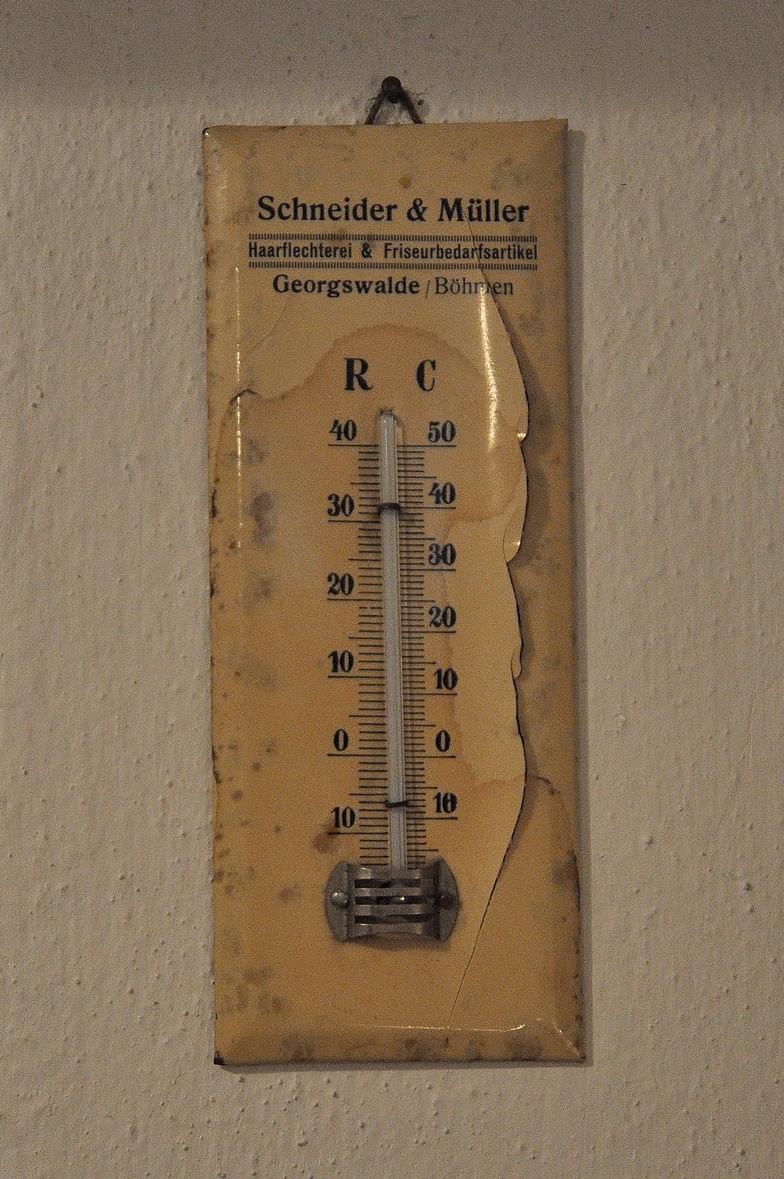 Schneider & Müller
Haarflechterei & Friseurbedarfsartikel
Georgswalde / Böhmen
R C
40 50
30 40
30
20 20
10 10
0 0
10 10